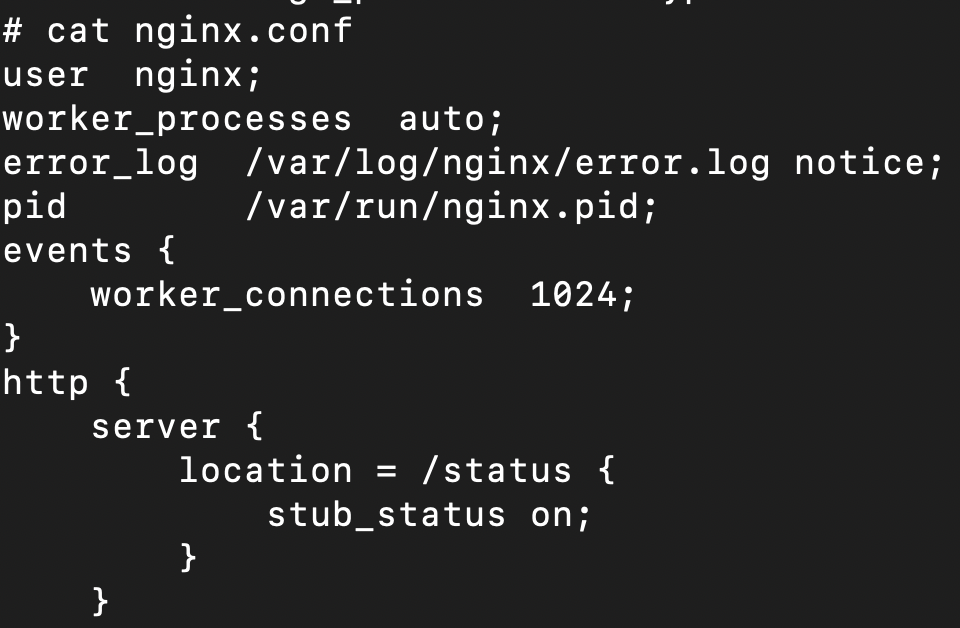 # cat nginx.conf
user  nginx;
worker_processes  auto;
error_log  /var/log/nginx/error.log notice;
pid        /var/run/nginx.pid;
events {
    worker_connections  1024;
}
http {
    server {
        location = /status {
            stub_status on;
        }
    }